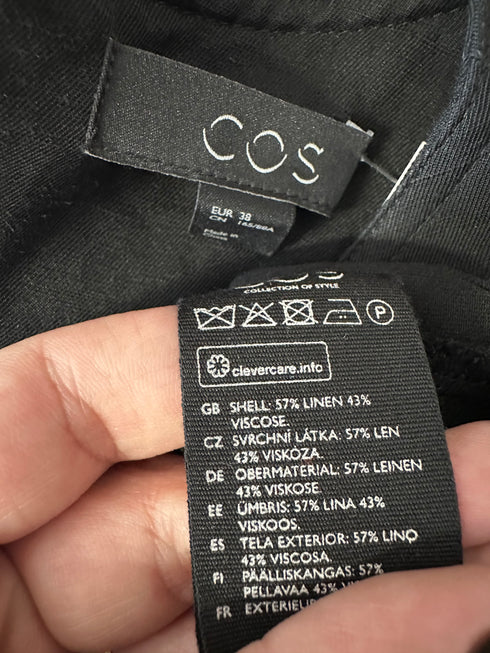 COS
EUR 38
CN 165/88A
Made in
COLLECTION OF STYLE
P
clevercare.info
GB SHELL: 57% LINEN 43%
VISCOSE.
CZ SVRCHNÍ LÁTKA: 57% LEN
43% VISKÓZA.
DE OBERMATERIAL: 57% LEINEN
43% VISKOSE.
EE ÜMBRIS: 57% LINA 43%
VISKOOS.
ES TELA EXTERIOR: 57% LINO
43% VISCOSA
FI PÄÄLLISKANGAS: 57%
PELLAVAA 43%
FR